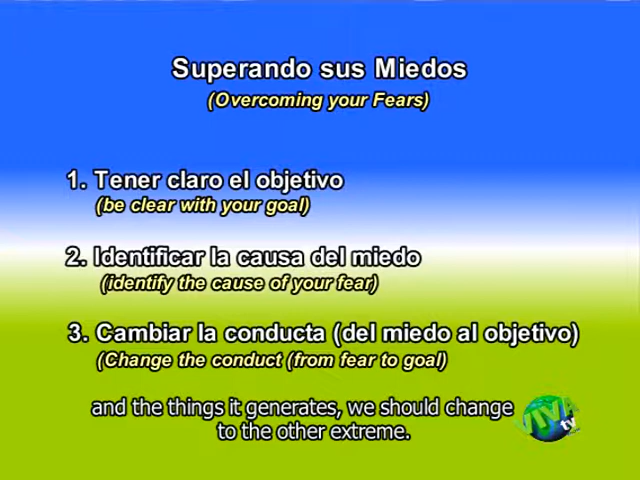 Superando sus Miedos
(Overcoming your Fears)
1. Tener claro el objetivo
(be clear with your goal)
2. Identificar la causa del miedo
(identify the cause of your fear)
3. Cambiar la conducta (del miedo al objetivo)
(Change the conduct (from fear to goal)
and the things it generates, we should change
to the other extreme.
VIVA
tv